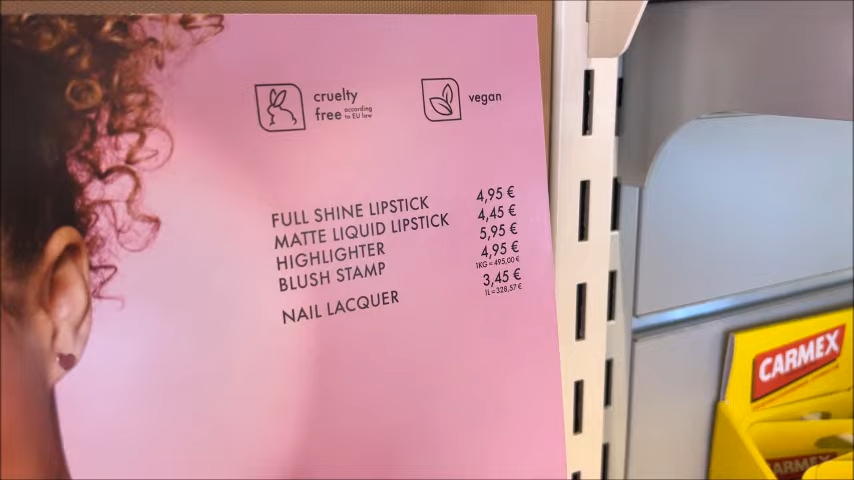 cruelty
free according
to EU law
vegan
FULL SHINE LIPSTICK 4,95 €
MATTE LIQUID LIPSTICK 4,45 €
HIGHLIGHTER 5,95 €
BLUSH STAMP 4,95 €
1KG = 495,00 €
NAIL LACQUER 3,45 €
1L = 328,57 €
CARMEX
CARMEX